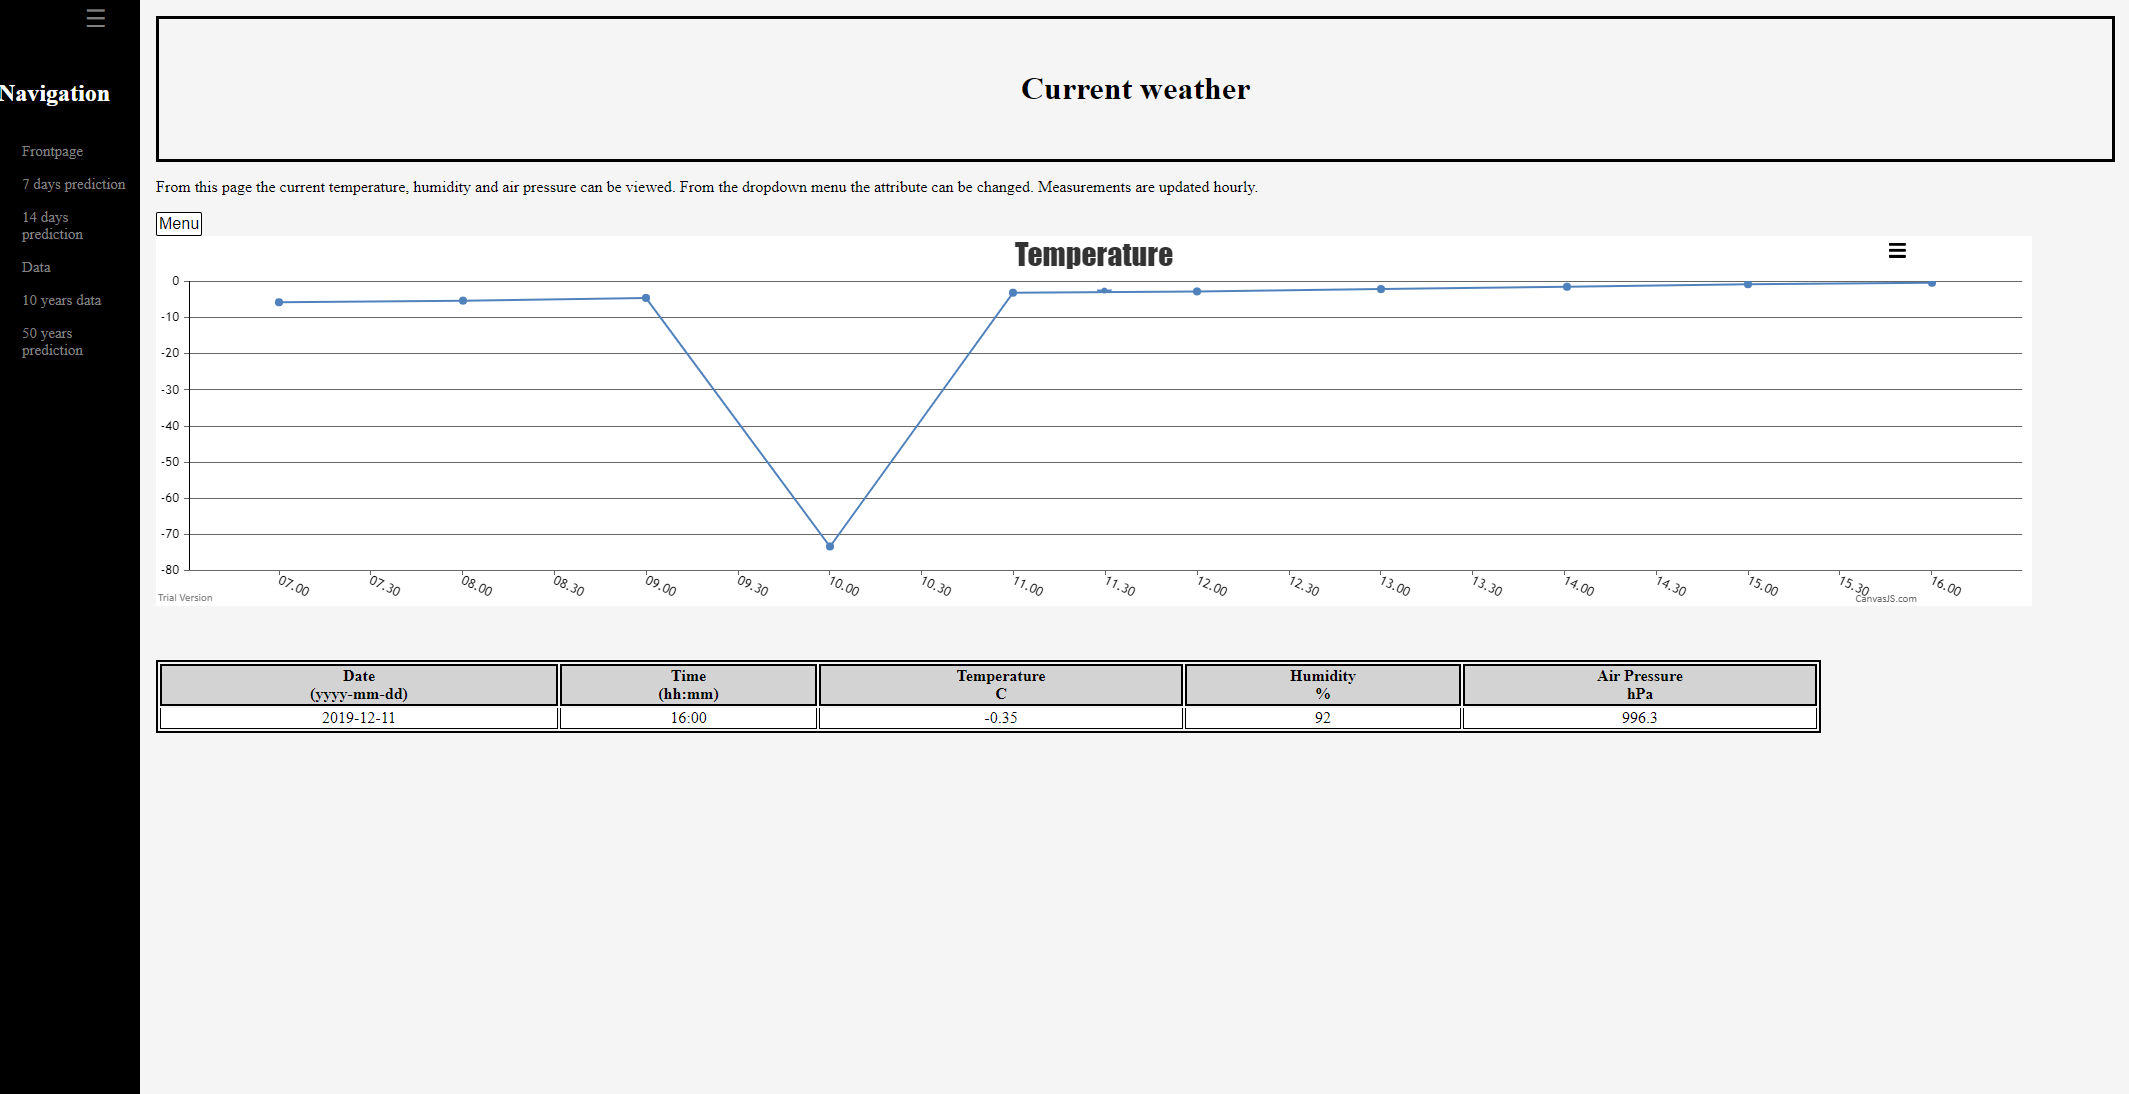 ☰
Navigation
Frontpage
7 days prediction
14 days
prediction
Data
10 years data
50 years
prediction
Current weather
From this page the current temperature, humidity and air pressure can be viewed. From the dropdown menu the attribute can be changed. Measurements are updated hourly.
Menu
Temperature
0
-10
-20
-30
-40
-50
-60
-70
-80
07.00 07.30 08.00 08.30 09.00 09.30 10.00 10.30 11.00 11.30 12.00 12.30 13.00 13.30 14.00 14.30 15.00 15.30 16.00
Trial Version CanvasJS.com
Date Time Temperature Humidity Air Pressure
(yyyy-mm-dd) (hh:mm) C % hPa
2019-12-11 16:00 -0.35 92 996.3